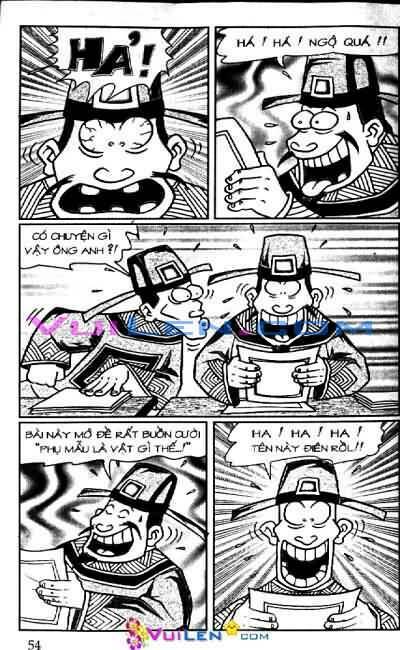 HẢ!
HÁ! HÁ! NGỘ QUÁ!!
CÓ CHUYỆN GÌ
VẬY ÔNG ANH?!
VUILEN.COM
BÀI NÀY MỞ ĐỀ RẤT BUỒN CƯỜI
"PHỤ MẪU LÀ VẬT GÌ THẾ...!"
HA! HA! HA!
TÊN NÀY ĐIÊN RỒI!!
54
VUILEN.COM